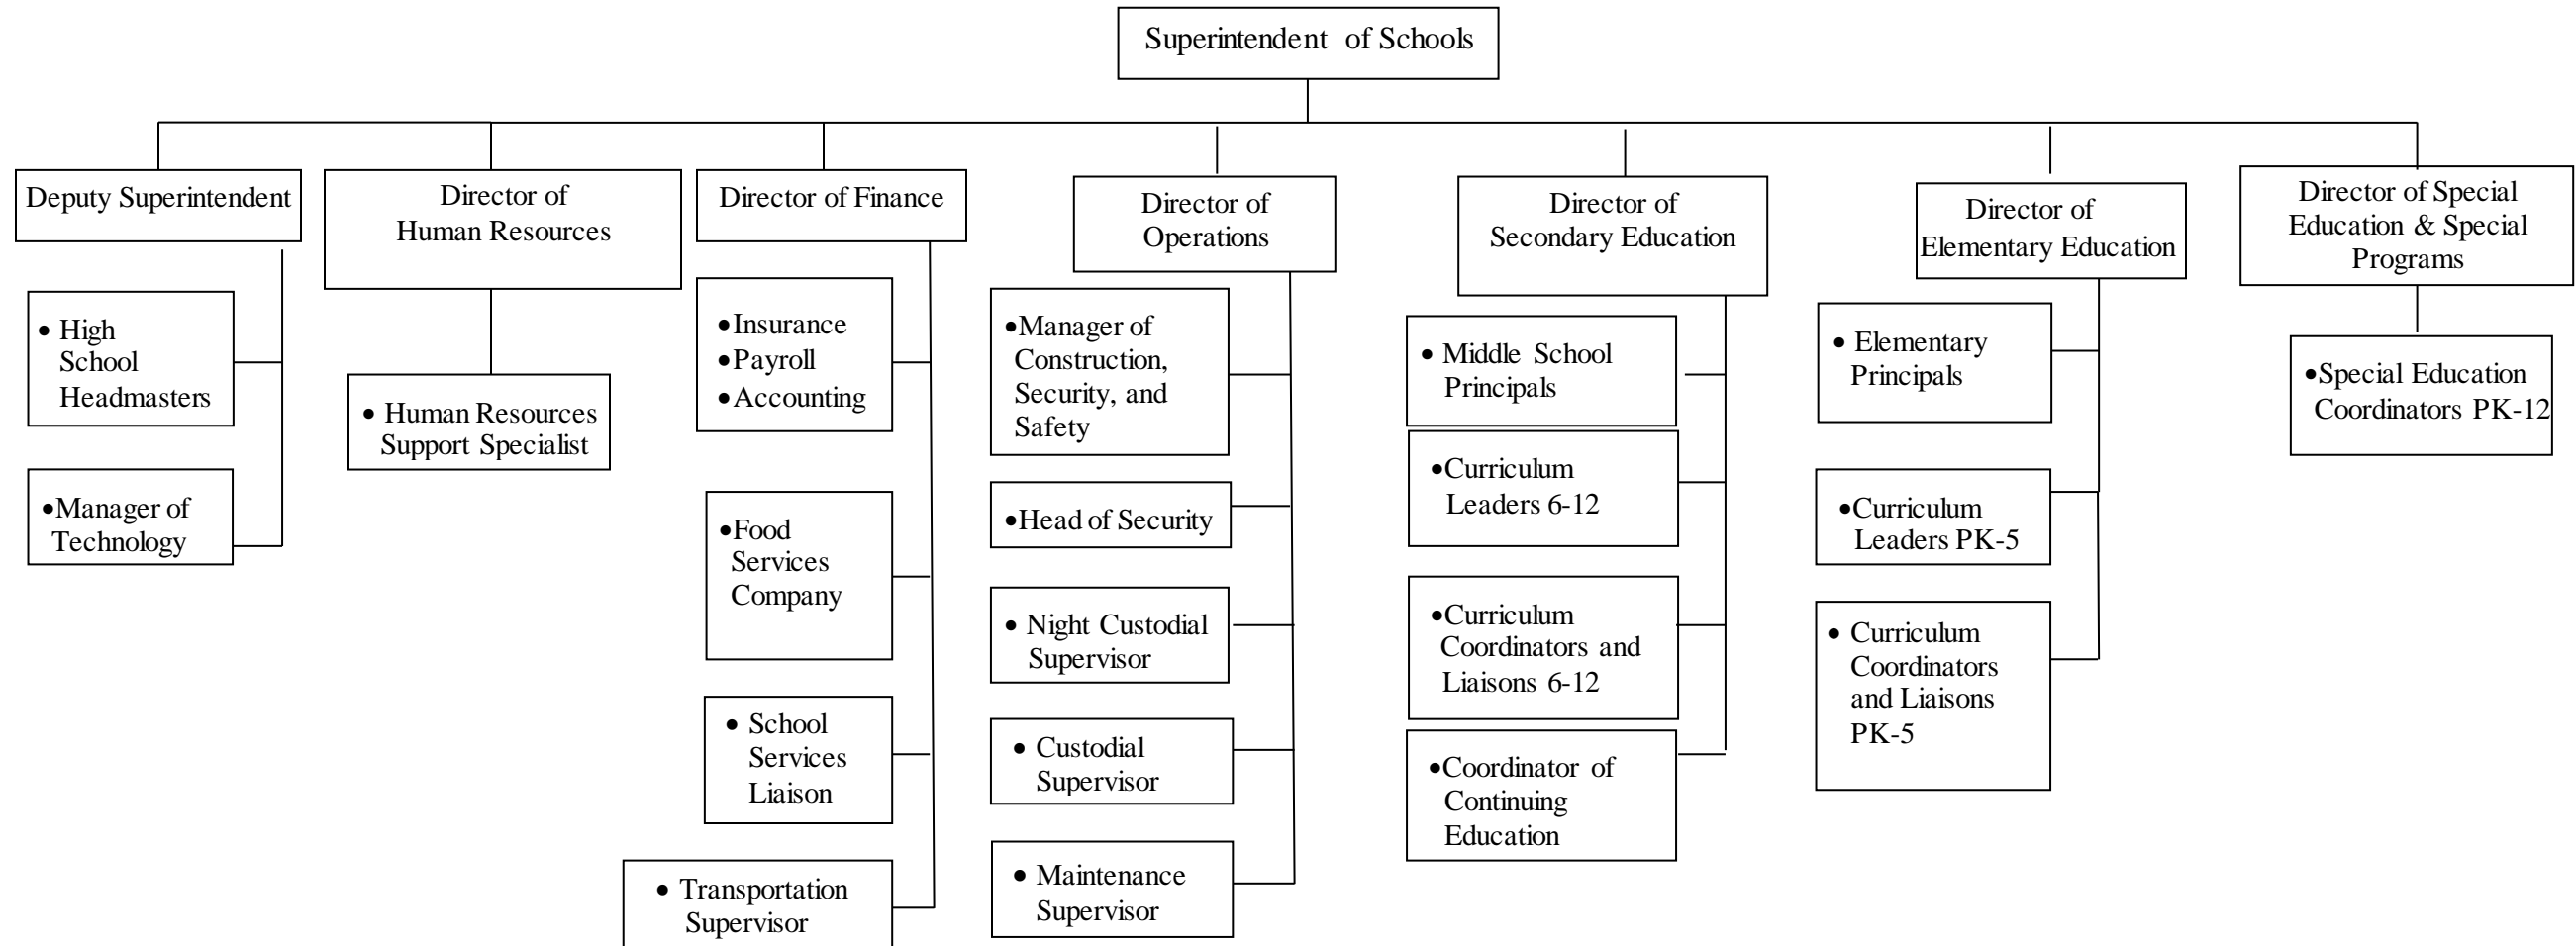 Superintendent of Schools
Deputy Superintendent
• High
School
Headmasters
•Manager of
Technology
Director of
Human Resources
• Human Resources
Support Specialist
Director of Finance
•Insurance
•Payroll
•Accounting
•Food
Services
Company
• School
Services
Liaison
• Transportation
Supervisor
Director of
Operations
•Manager of
Construction,
Security, and
Safety
•Head of Security
• Night Custodial
Supervisor
• Custodial
Supervisor
• Maintenance
Supervisor
Director of
Secondary Education
• Middle School
Principals
•Curriculum
Leaders 6-12
•Curriculum
Coordinators and
Liaisons 6-12
•Coordinator of
Continuing
Education
Director of
Elementary Education
• Elementary
Principals
•Curriculum
Leaders PK-5
• Curriculum
Coordinators
and Liaisons
PK-5
Director of Special
Education & Special
Programs
•Special Education
Coordinators PK-12